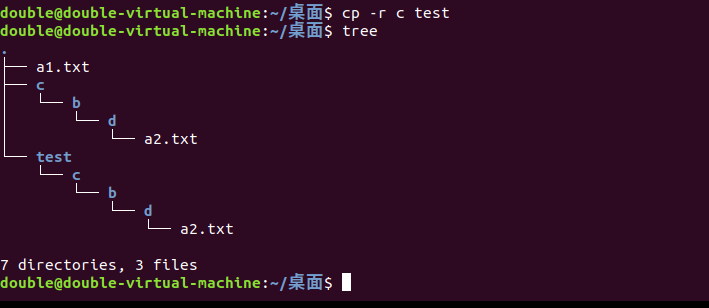 double@double-virtual-machine:~/桌面$ cp -r c test
double@double-virtual-machine:~/桌面$ tree
.
├── a1.txt
├── c
│   └── b
│       └── d
│           └── a2.txt
└── test
    └── c
        └── b
            └── d
                └── a2.txt
7 directories, 3 files
double@double-virtual-machine:~/桌面$